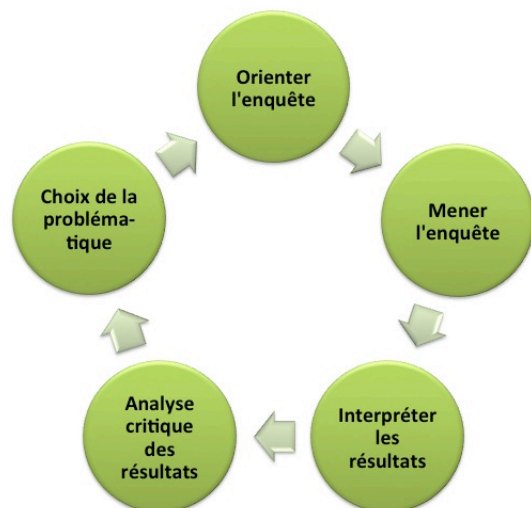 Orienter
l'enquête
Mener
l'enquête
Interpréter
les
résultats
Analyse
critique
des
résultats
Choix de la
probléma-
tique